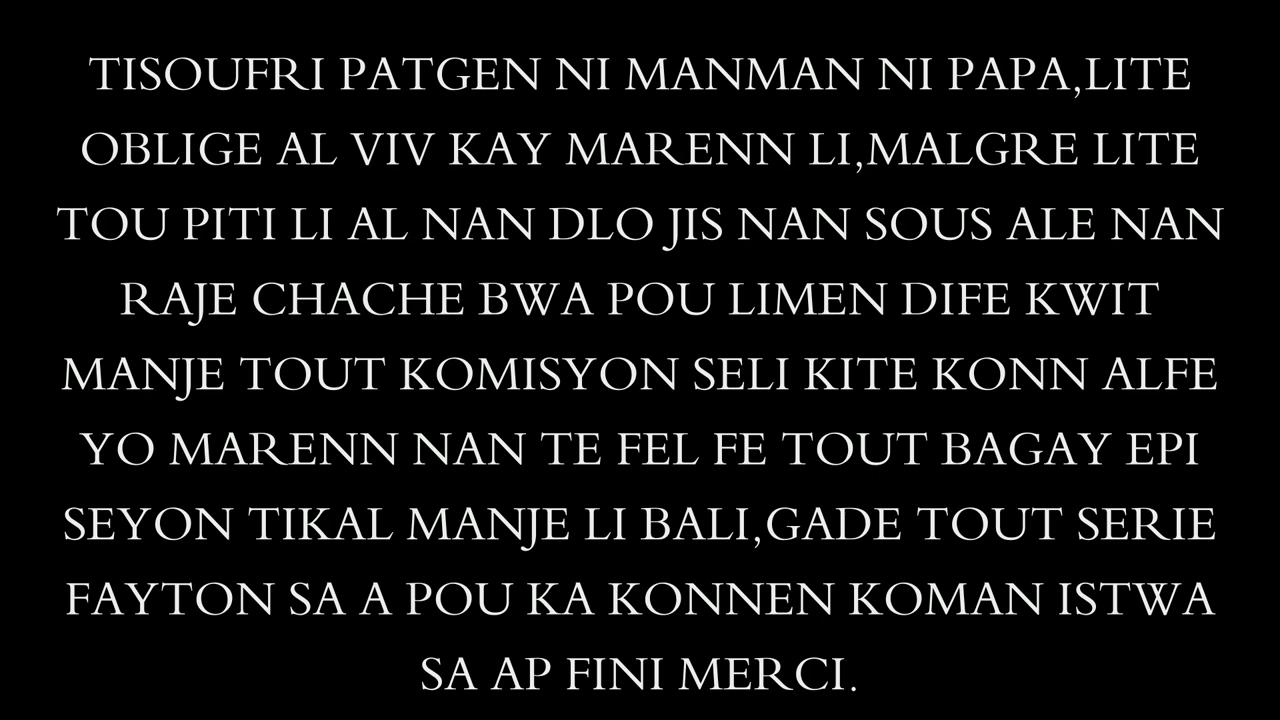 TISOUFRI PATGEN NI MANMAN NI PAPA,LITE
OBLIGE AL VIV KAY MARENN LI,MALGRE LITE
TOU PITI LI AL NAN DLO JIS NAN SOUS ALE NAN
RAJE CHACHE BWA POU LIMEN DIFE KWIT
MANJE TOUT KOMISYON SELI KITE KONN ALFE
YO MARENN NAN TE FEL FE TOUT BAGAY EPI
SEYON TIKAL MANJE LI BALI,GADE TOUT SERIE
FAYTON SA A POU KA KONNEN KOMAN ISTWA
SA AP FINI MERCI.